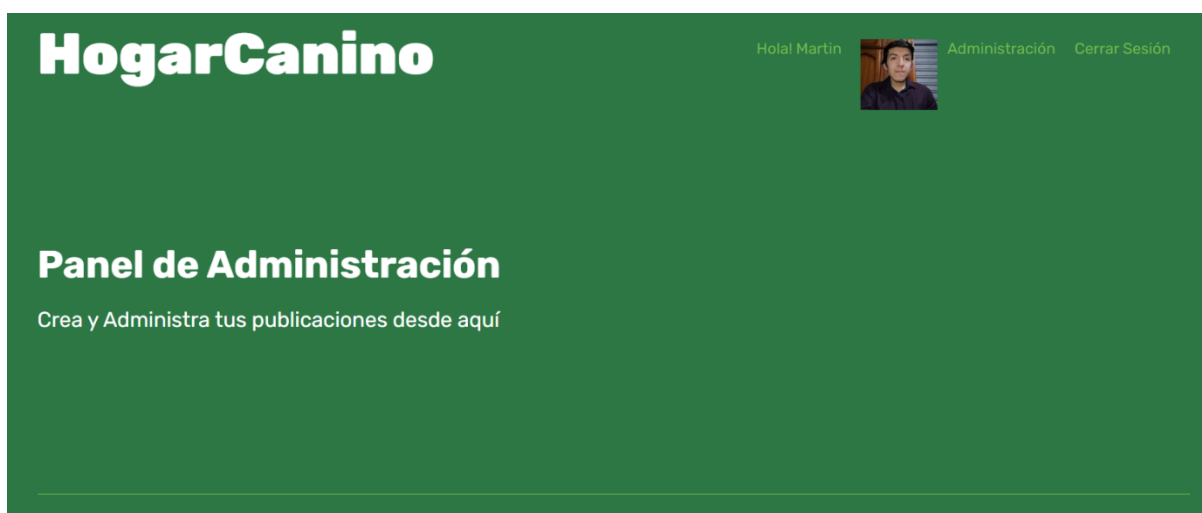 HogarCanino
Hola! Martin Administración Cerrar Sesión
Panel de Administración
Crea y Administra tus publicaciones desde aquí